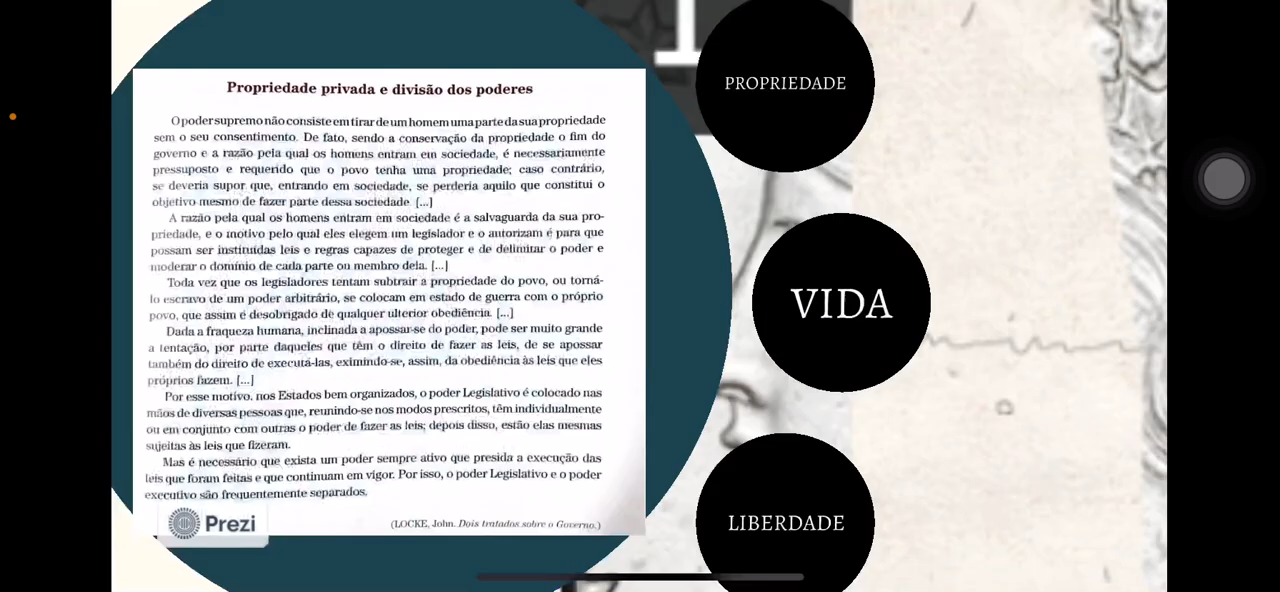 Propriedade privada e divisão dos poderes
O poder supremo não consiste em tirar de um homem uma parte da sua propriedade
sem o seu consentimento. De fato, sendo a conservação da propriedade o fim do
governo e a razão pela qual os homens entram em sociedade, é necessariamente
pressuposto e requerido que o povo tenha uma propriedade; caso contrário,
se deveria supor que, entrando em sociedade, se perderia aquilo que constitui o
objetivo mesmo de fazer parte dessa sociedade. [...]
A razão pela qual os homens entram em sociedade é a salvaguarda da sua pro-
priedade, e o motivo pelo qual eles elegem um legislador e o autorizam é para que
possam ser instituídas leis e regras capazes de proteger e de delimitar o poder e
moderar o domínio de cada parte ou membro dela. [...]
Toda vez que os legisladores tentam subtrair a propriedade do povo, ou torná-
lo escravo de um poder arbitrário, se colocam em estado de guerra com o próprio
povo, que assim é desobrigado de qualquer ulterior obediência. [...]
Dada a fraqueza humana, inclinada a apossar-se do poder, pode ser muito grande
a tentação, por parte daqueles que têm o direito de fazer as leis, de se apossar
também do direito de executá-las, eximindo-se, assim, da obediência às leis que eles
próprios fazem. [...]
Por esse motivo, nos Estados bem organizados, o poder Legislativo é colocado nas
mãos de diversas pessoas que, reunindo-se nos modos prescritos, têm individualmente
ou em conjunto com outras o poder de fazer as leis; depois disso, estão elas mesmas
sujeitas às leis que fizeram.
Mas é necessário que exista um poder sempre ativo que presida a execução das
leis que foram feitas e que continuam em vigor. Por isso, o poder Legislativo e o poder
executivo são frequentemente separados.
(LOCKE, John. Dois tratados sobre o Governo.)
Prezi
PROPRIEDADE
VIDA
LIBERDADE